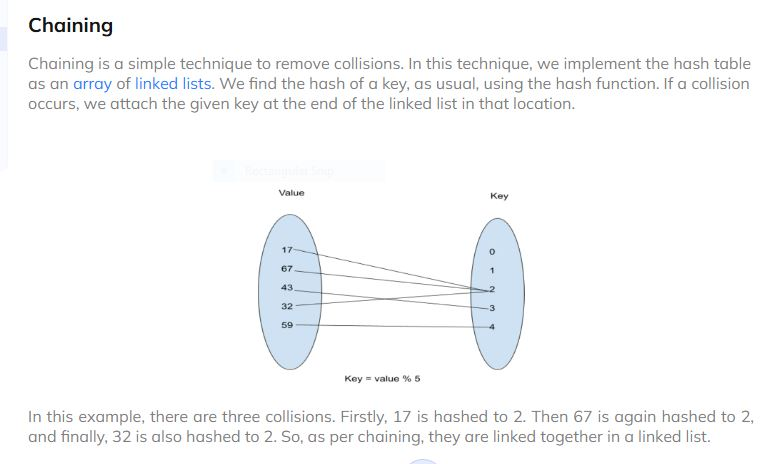 Chaining
Chaining is a simple technique to remove collisions. In this technique, we implement the hash table
as an array of linked lists. We find the hash of a key, as usual, using the hash function. If a collision
occurs, we attach the given key at the end of the linked list in that location.
Rectangular Snip
Value
Key
17
67
43
32
59
0
1
2
3
4
Key = value % 5
In this example, there are three collisions. Firstly, 17 is hashed to 2. Then 67 is again hashed to 2,
and finally, 32 is also hashed to 2. So, as per chaining, they are linked together in a linked list.